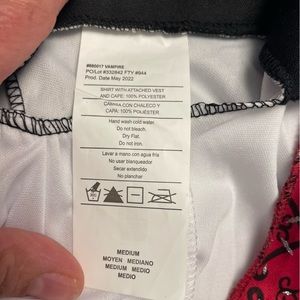 #880017 VAMPIRE
PO/Lot #332842 FTY #944
Prod. Date May 2022
SHIRT WITH ATTACHED VEST
AND CAPE: 100% POLYESTER
CAMISA CON CHALECO Y
CAPA: 100% POLIÉSTER
Hand wash cold water.
Do not bleach.
Dry Flat.
Do not iron.
Lavar a mano con agua fría
No usar blanqueador
Secar extendido
No planchar
MEDIUM
MOYEN MEDIANO
MEDIUM MEDIO
MEDIO